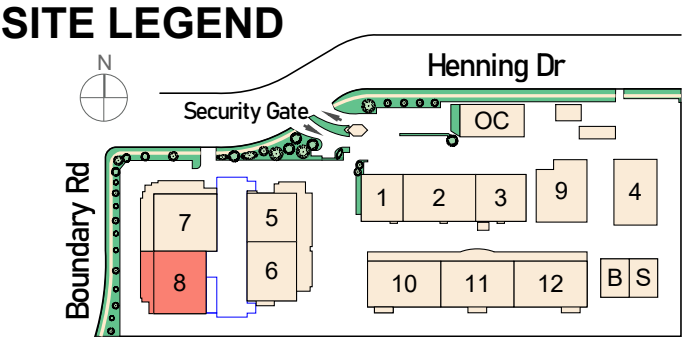 SITE LEGEND
N
Henning Dr
Security Gate
OC
Boundary Rd
1 2 3 9 4
7 5
8 6
10 11 12 B S